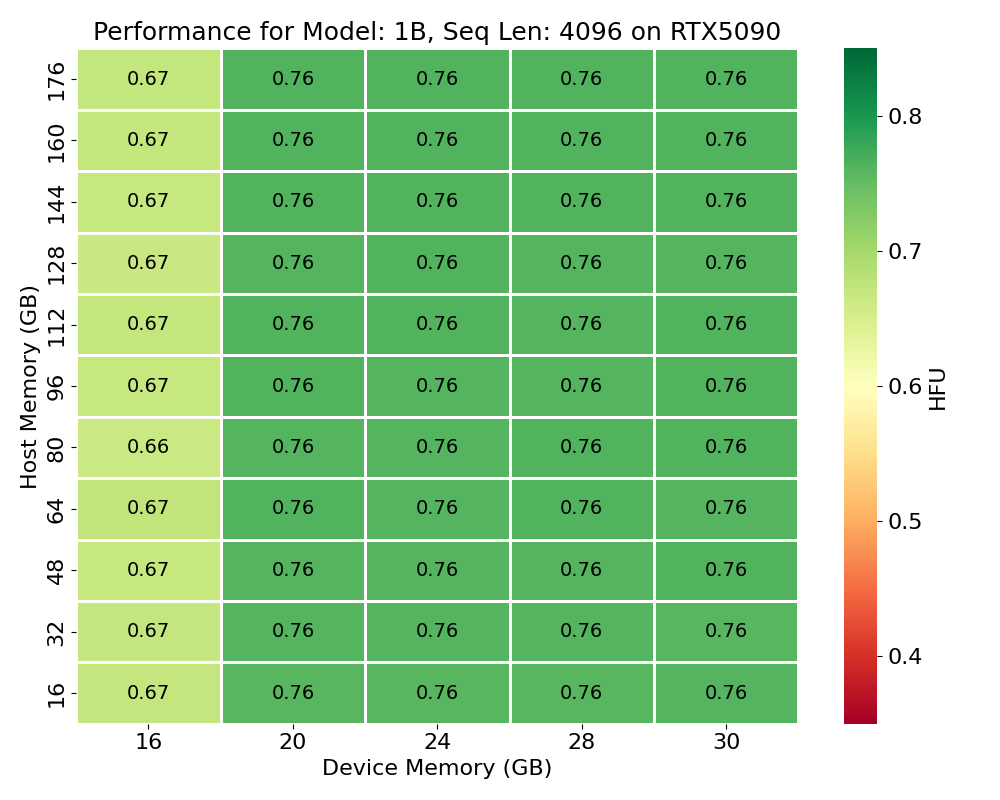 Performance for Model: 1B, Seq Len: 4096 on RTX5090
176 0.67 0.76 0.76 0.76 0.76
160 0.67 0.76 0.76 0.76 0.76
144 0.67 0.76 0.76 0.76 0.76
128 0.67 0.76 0.76 0.76 0.76
112 0.67 0.76 0.76 0.76 0.76
96 0.67 0.76 0.76 0.76 0.76
80 0.66 0.76 0.76 0.76 0.76
64 0.67 0.76 0.76 0.76 0.76
48 0.67 0.76 0.76 0.76 0.76
32 0.67 0.76 0.76 0.76 0.76
16 0.67 0.76 0.76 0.76 0.76
Host Memory (GB)
16 20 24 28 30
Device Memory (GB)
0.8
0.7
0.6
0.5
0.4
HFU